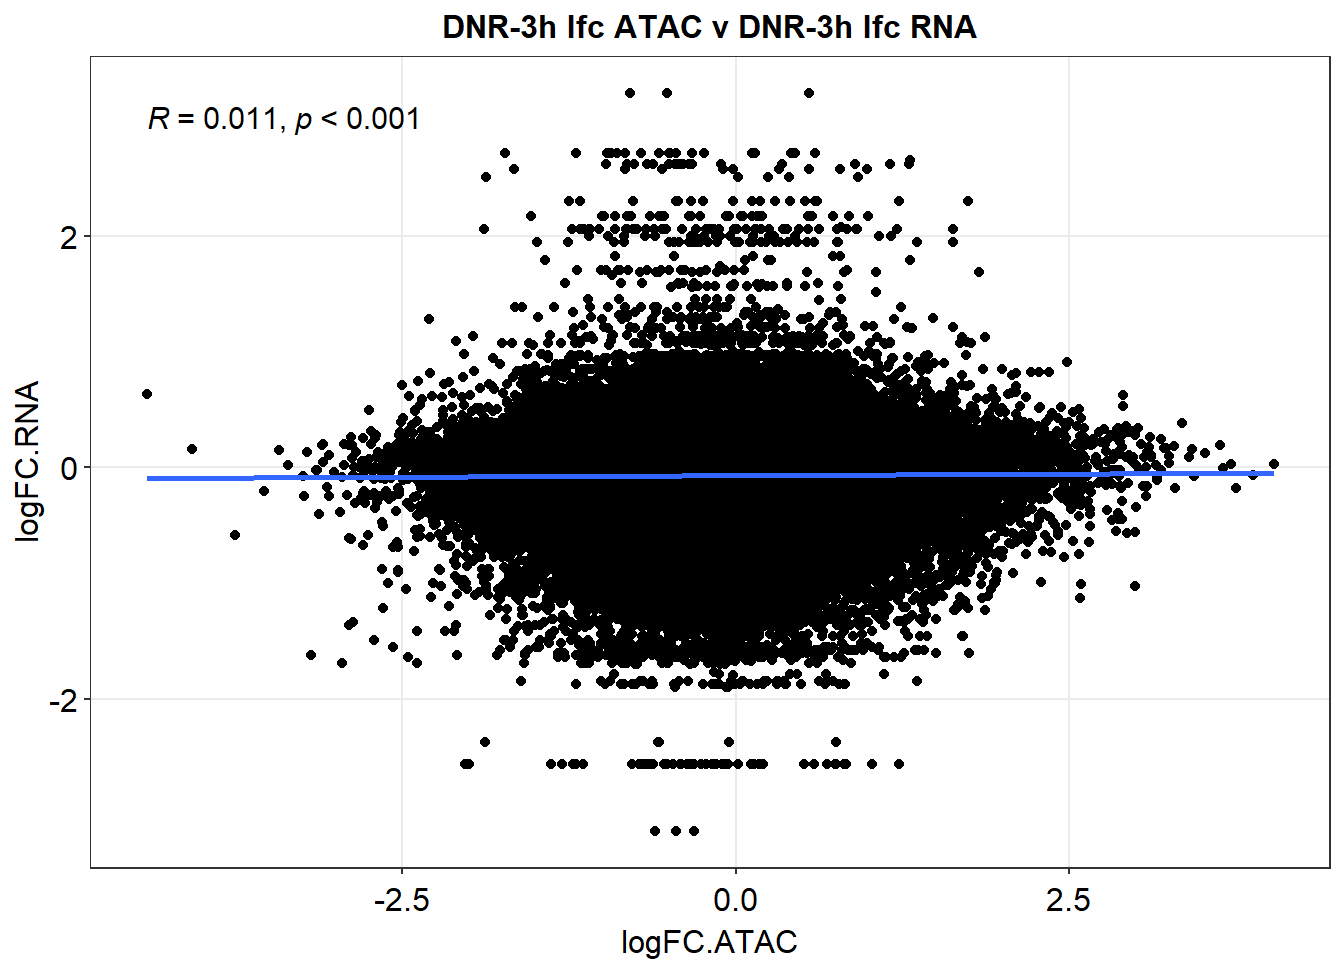 DNR-3h lfc ATAC v DNR-3h lfc RNA
R = 0.011, p < 0.001
2
0
-2
logFC.RNA
-2.5 0.0 2.5
logFC.ATAC